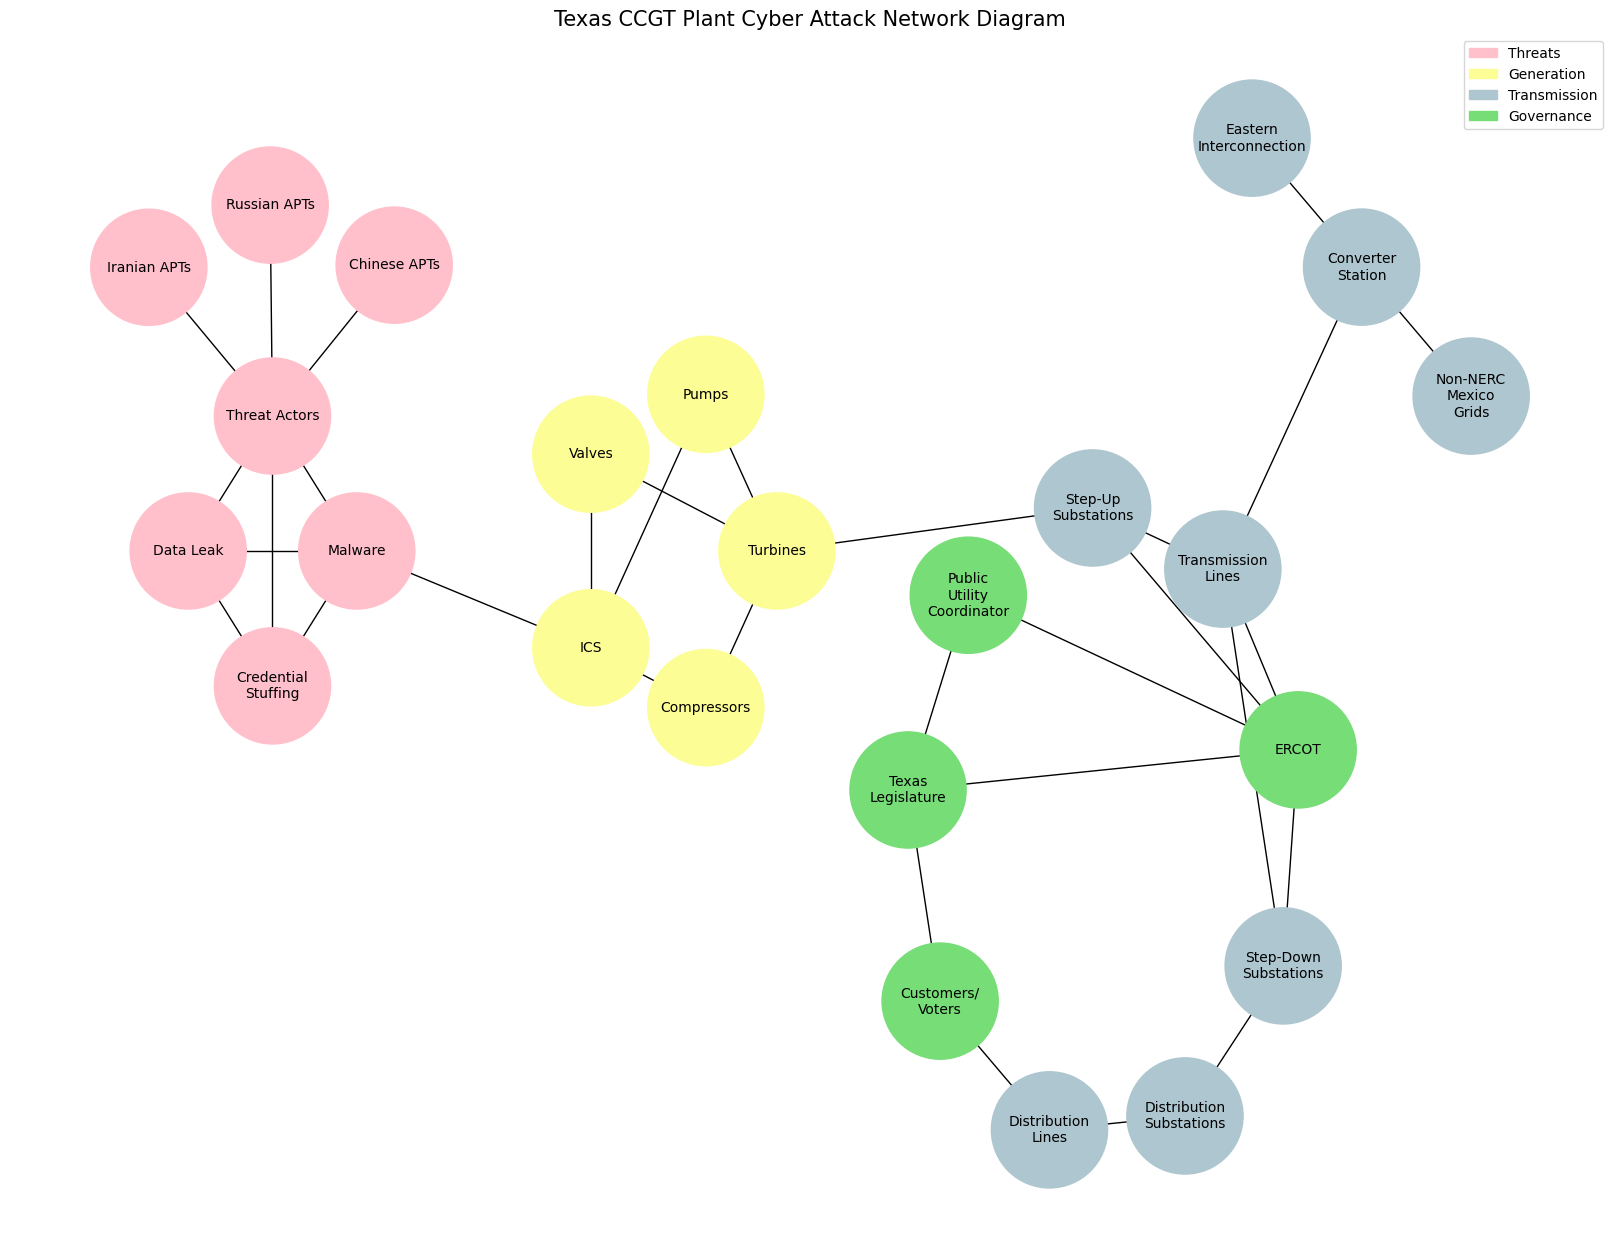 Texas CCGT Plant Cyber Attack Network Diagram
Threats
Generation
Transmission
Governance
Eastern
Interconnection
Russian APTs
Iranian APTs
Chinese APTs
Converter
Station
Non-NERC
Mexico
Grids
Pumps
Threat Actors
Valves
Step-Up
Substations
Data Leak
Malware
Turbines
Transmission
Lines
Public
Utility
Coordinator
ICS
Credential
Stuffing
Compressors
ERCOT
Texas
Legislature
Step-Down
Substations
Customers/
Voters
Distribution
Substations
Distribution
Lines